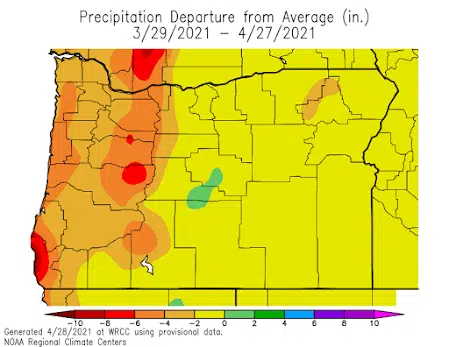 Precipitation Departure from Average (in.)
3/29/2021 – 4/27/2021
−10 −8 −6 −4 −2 0 2 4 6 8 10
Generated 4/28/2021 at WRCC using provisional data.
NOAA Regional Climate Centers